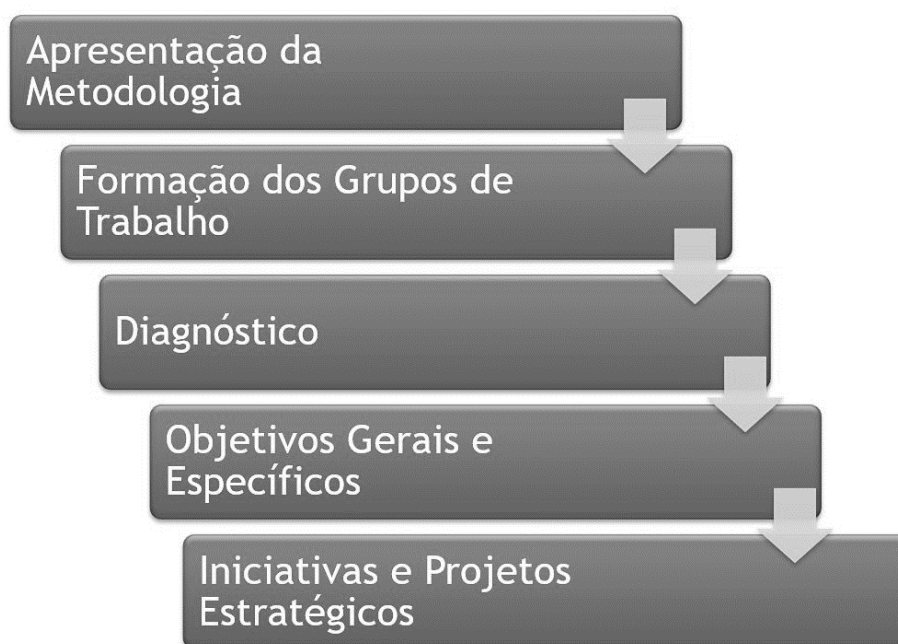 Apresentação da
Metodologia
Formação dos Grupos de
Trabalho
Diagnóstico
Objetivos Gerais e
Específicos
Iniciativas e Projetos
Estratégicos